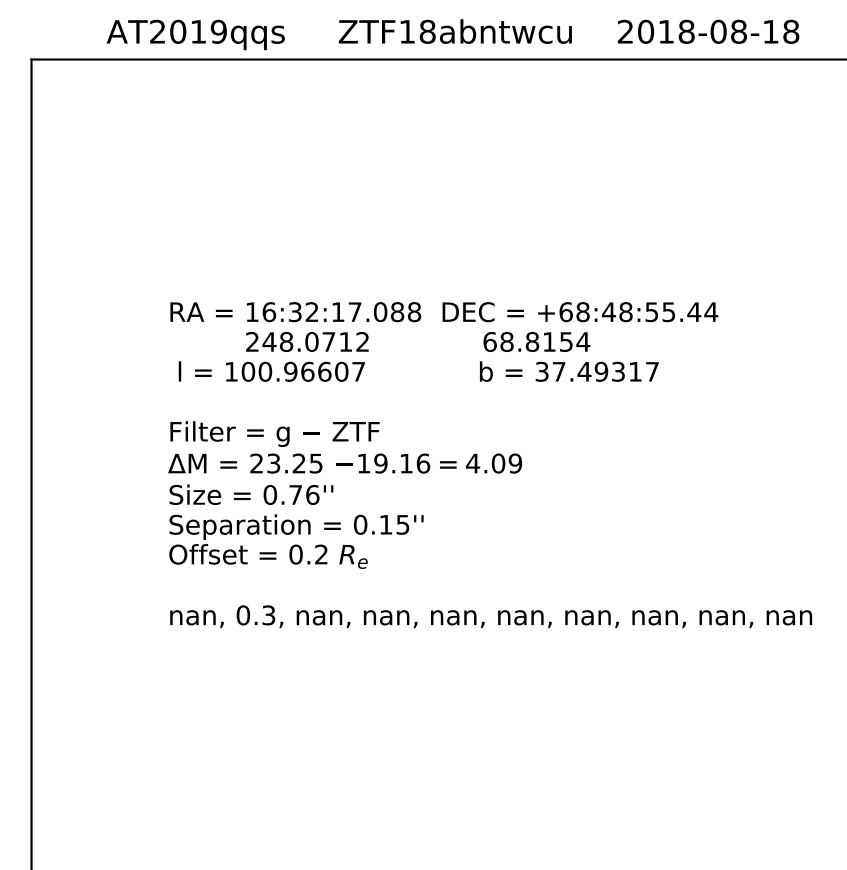 AT2019qqs ZTF18abntwcu 2018-08-18
RA = 16:32:17.088 DEC = +68:48:55.44
248.0712 68.8154
l = 100.96607 b = 37.49317
Filter = g − ZTF
ΔM = 23.25 −19.16 = 4.09
Size = 0.76''
Separation = 0.15''
Offset = 0.2 Re
nan, 0.3, nan, nan, nan, nan, nan, nan, nan, nan